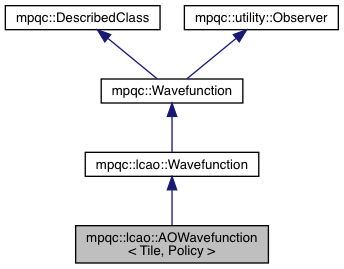 mpqc::DescribedClass
mpqc::utility::Observer
mpqc::Wavefunction
mpqc::lcao::Wavefunction
mpqc::lcao::AOWavefunction
< Tile, Policy >